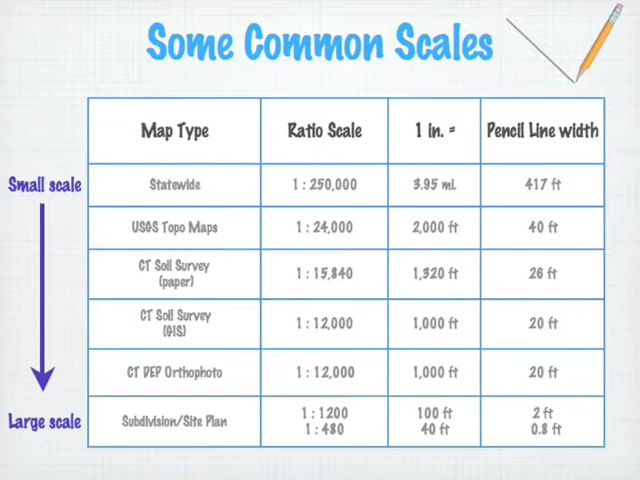 Some Common Scales
Map Type Ratio Scale 1 in. = Pencil Line width
Small scale
Statewide 1 : 250,000 3.95 mi. 417 ft
USGS Topo Maps 1 : 24,000 2,000 ft 40 ft
CT Soil Survey
(paper) 1 : 15,840 1,320 ft 26 ft
CT Soil Survey
(GIS) 1 : 12,000 1,000 ft 20 ft
CT DEP Orthophoto 1 : 12,000 1,000 ft 20 ft
Large scale
Subdivision/Site Plan
1 : 1200 100 ft 2 ft
1 : 480 40 ft 0.8 ft